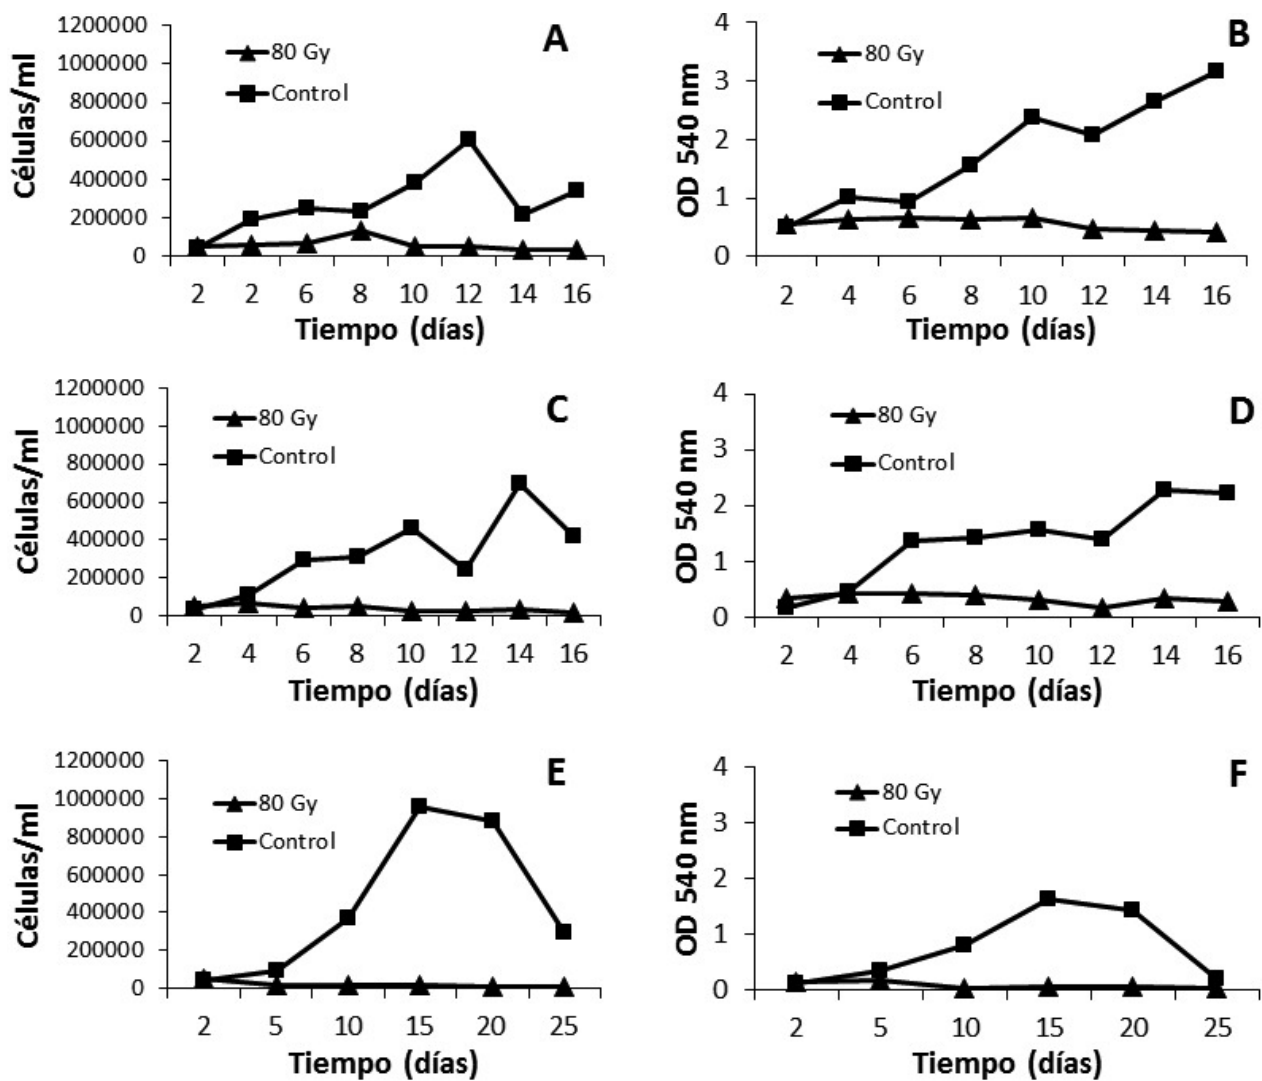 A
Células/ml
1200000
1000000
800000
600000
400000
200000
0
80 Gy
Control
2 2 6 8 10 12 14 16
Tiempo (días)
B
OD 540 nm
4
3
2
1
0
80 Gy
Control
2 4 6 8 10 12 14 16
Tiempo (días)
C
Células/ml
1200000
1000000
800000
600000
400000
200000
0
80 Gy
Control
2 4 6 8 10 12 14 16
Tiempo (días)
D
OD 540 nm
4
3
2
1
0
80 Gy
Control
2 4 6 8 10 12 14 16
Tiempo (días)
E
Células/ml
1200000
1000000
800000
600000
400000
200000
0
80 Gy
Control
2 5 10 15 20 25
Tiempo (días)
F
OD 540 nm
4
3
2
1
0
80 Gy
Control
2 5 10 15 20 25
Tiempo (días)